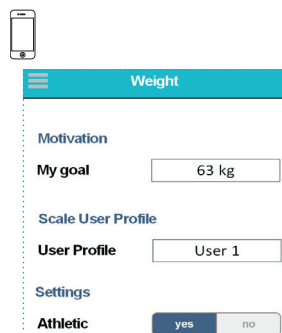 Weight
Motivation
My goal 63 kg
Scale User Profile
User Profile User 1
Settings
Athletic yes no